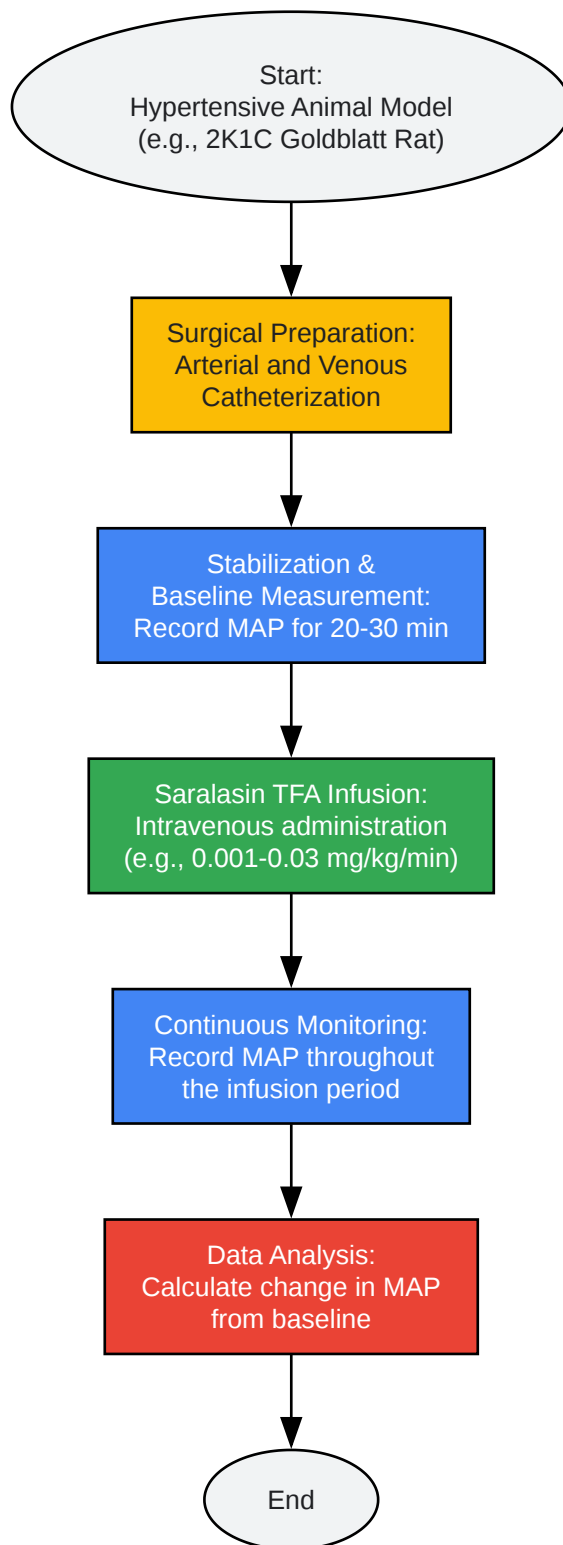 Start:
Hypertensive Animal Model
(e.g., 2K1C Goldblatt Rat)
Surgical Preparation:
Arterial and Venous
Catheterization
Stabilization &
Baseline Measurement:
Record MAP for 20-30 min
Saralasin TFA Infusion:
Intravenous administration
(e.g., 0.001-0.03 mg/kg/min)
Continuous Monitoring:
Record MAP throughout
the infusion period
Data Analysis:
Calculate change in MAP
from baseline
End